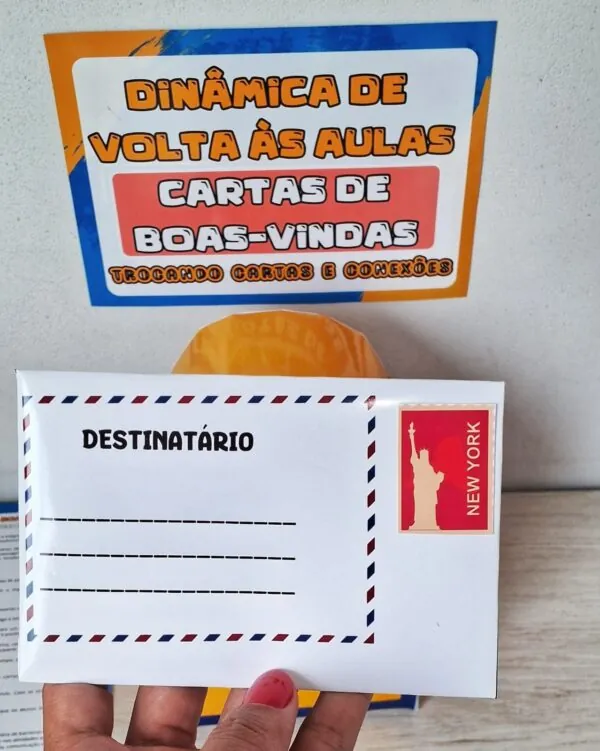 DINÂMICA DE
VOLTA ÀS AULAS
CARTAS DE
BOAS-VINDAS
TROCANDO CARTAS E CONEXÕES
DESTINATÁRIO
NEW YORK